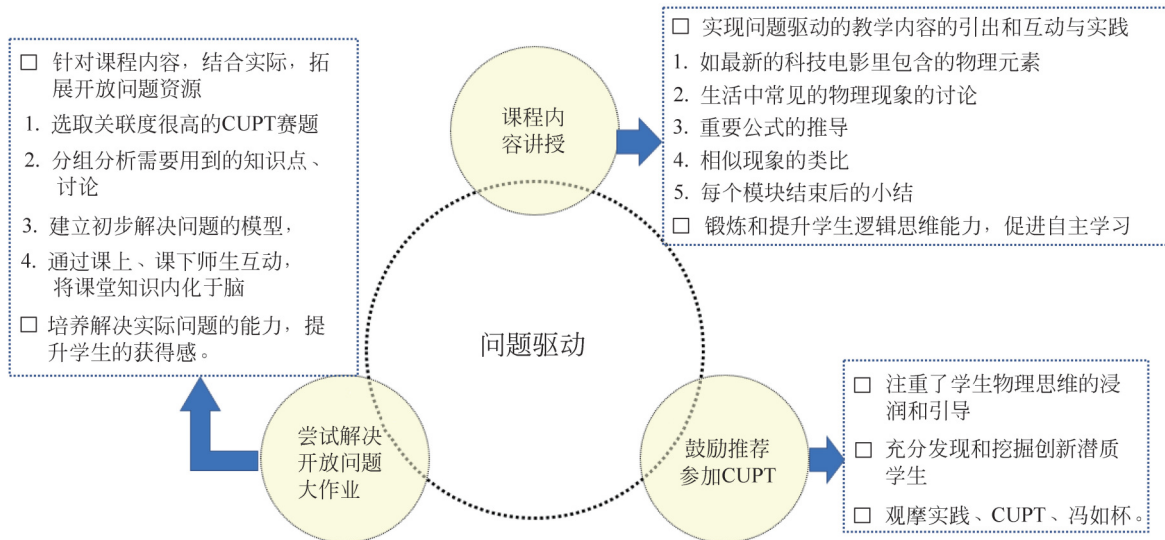 □ 针对课程内容，结合实际，拓
展开放问题资源
1. 选取关联度很高的CUPT赛题
2. 分组分析需要用到的知识点、
讨论
3. 建立初步解决问题的模型，
4. 通过课上、课下师生互动，
将课堂知识内化于脑
□ 培养解决实际问题的能力，提
升学生的获得感。
课程内
容讲授
□ 实现问题驱动的教学内容的引出和互动与实践
1. 如最新的科技电影里包含的物理元素
2. 生活中常见的物理现象的讨论
3. 重要公式的推导
4. 相似现象的类比
5. 每个模块结束后的小结
□ 锻炼和提升学生逻辑思维能力，促进自主学习
问题驱动
尝试解决
开放问题
大作业
鼓励推荐
参加CUPT
□ 注重了学生物理思维的浸
润和引导
□ 充分发现和挖掘创新潜质
学生
□ 观摩实践、CUPT、冯如杯。